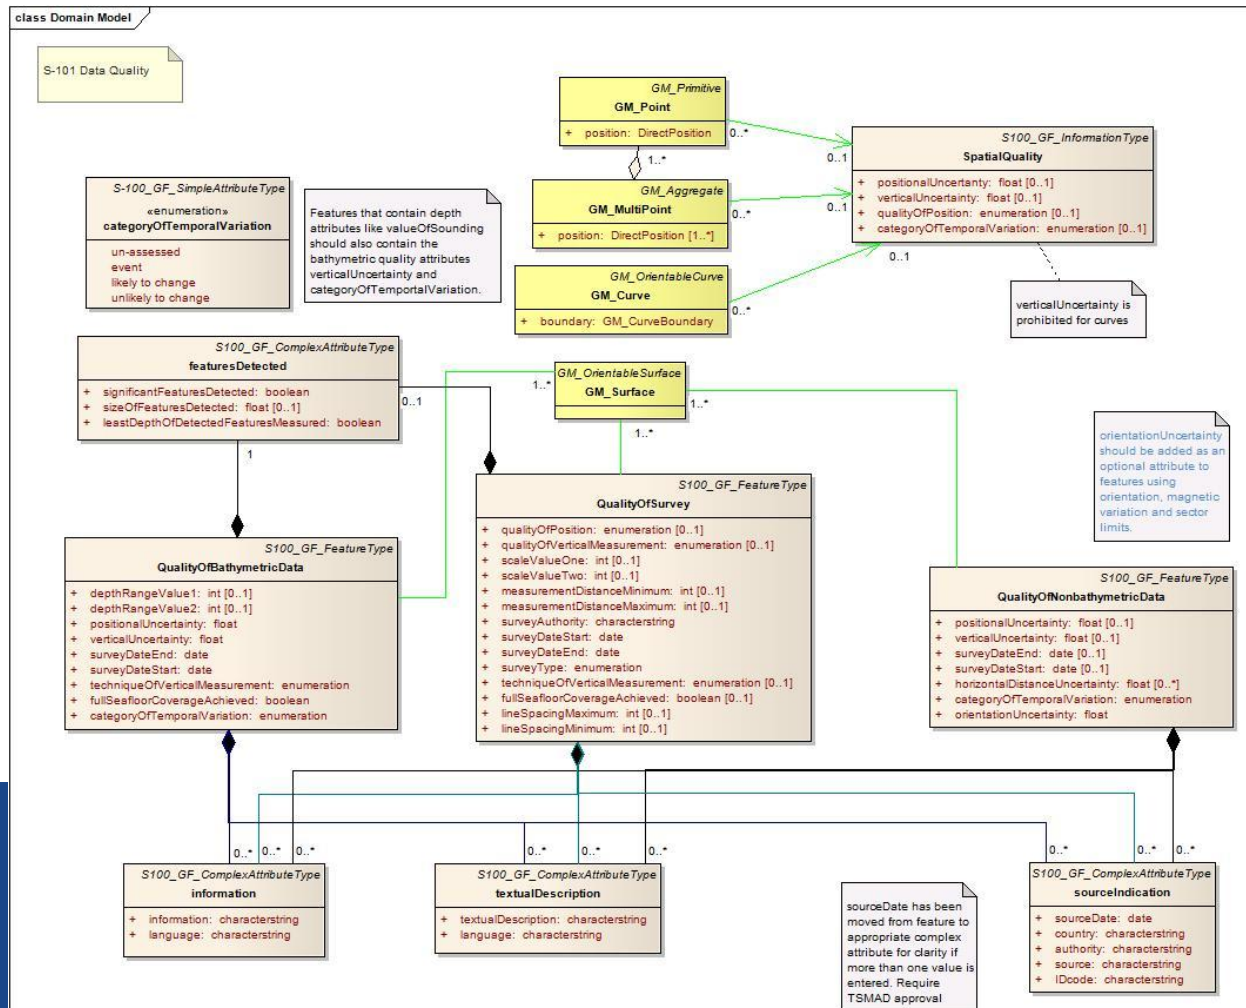 class Domain Model
S-101 Data Quality
GM_Primitive
GM_Point
+ position: DirectPosition
0..*
0..1
1..*
S100_GF_InformationType
SpatialQuality
+ positionalUncertanty: float [0..1]
+ verticalUncertainty: float [0..1]
+ qualityOfPosition: enumeration [0..1]
+ categoryOfTemporalVariation: enumeration [0..1]
GM_Aggregate
GM_MultiPoint
+ position: DirectPosition [1..*]
0..*
0..1
S-100_GF_SimpleAttributeType
«enumeration»
categoryOfTemporalVariation
un-assessed
event
likely to change
unlikely to change
Features that contain depth
attributes like valueOfSounding
should also contain the
bathymetric quality attributes
verticalUncertainty and
categoryOfTemportalVariation.
GM_OrientableCurve
GM_Curve
+ boundary: GM_CurveBoundary
0..*
0..1
verticalUncertainty is
prohibited for curves
S100_GF_ComplexAttributeType
featuresDetected
+ significantFeaturesDetected: boolean
+ sizeOfFeaturesDetected: float [0..1]
+ leastDepthOfDetectedFeaturesMeasured: boolean
0..1
1
GM_OrientableSurface
GM_Surface
1..*
1..*
1..*
orientationUncertainty
should be added as an
optional attribute to
features using
orientation, magnetic
variation and sector
limits.
S100_GF_FeatureType
QualityOfSurvey
+ qualityOfPosition: enumeration [0..1]
+ qualityOfVerticalMeasurement: enumeration [0..1]
+ scaleValueOne: int [0..1]
+ scaleValueTwo: int [0..1]
+ measurementDistanceMinimum: int [0..1]
+ measurementDistanceMaximum: int [0..1]
+ surveyAuthority: characterstring
+ surveyDateStart: date
+ surveyDateEnd: date
+ surveyType: enumeration
+ techniqueOfVerticalMeasurement: enumeration [0..1]
+ fullSeafloorCoverageAchieved: boolean [0..1]
+ lineSpacingMaximum: int [0..1]
+ lineSpacingMinimum: int [0..1]
S100_GF_FeatureType
QualityOfBathymetricData
+ depthRangeValue1: int [0..1]
+ depthRangeValue2: int [0..1]
+ positionalUncertainty: float
+ verticalUncertainty: float
+ surveyDateEnd: date
+ surveyDateStart: date
+ techniqueOfVerticalMeasurement: enumeration
+ fullSeafloorCoverageAchieved: boolean
+ categoryOfTemporalVariation: enumeration
S100_GF_FeatureType
QualityOfNonbathymetricData
+ positionalUncertainty: float [0..1]
+ verticalUncertainty: float [0..1]
+ surveyDateEnd: date [0..1]
+ surveyDateStart: date [0..1]
+ horizontalDistanceUncertainty: float [0..*]
+ categoryOfTemporalVariation: enumeration
+ orientationUncertainty: float
0..* 0..* 0..*
0..* 0..* 0..*
0..* 0..* 0..*
S100_GF_ComplexAttributeType
information
+ information: characterstring
+ language: characterstring
S100_GF_ComplexAttributeType
textualDescription
+ textualDescription: characterstring
+ language: characterstring
sourceDate has been
moved from feature to
appropriate complex
attribute for clarity if
more than one value is
entered. Require
TSMAD approval
S100_GF_ComplexAttributeType
sourceIndication
+ sourceDate: date
+ country: characterstring
+ authority: characterstring
+ source: characterstring
+ IDcode: characterstring